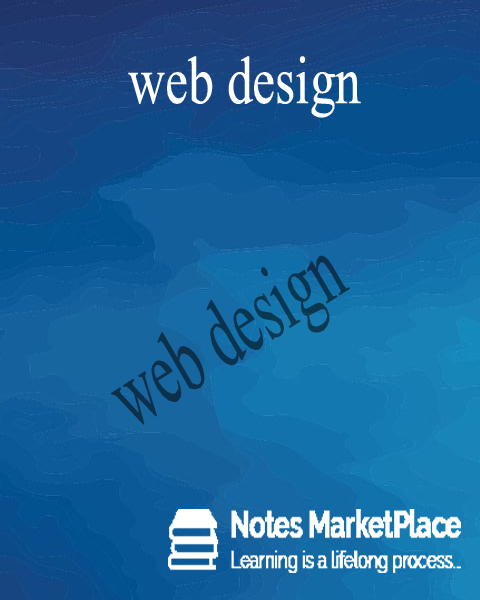 web design
web design
Notes MarketPlace
Learning is a lifelong process...